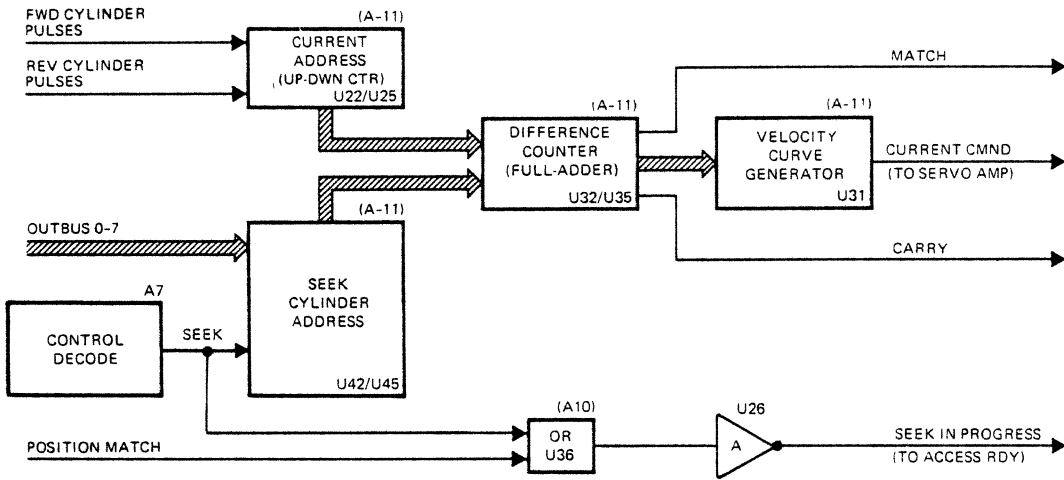 FWD CYLINDER
PULSES
REV CYLINDER
PULSES
(A-11)
CURRENT
ADDRESS
(UP-DWN CTR)
U22/U25
(A-11)
DIFFERENCE
COUNTER
(FULL-ADDER)
U32/U35
MATCH
(A-11)
VELOCITY
CURVE
GENERATOR
U31
CURRENT CMND
(TO SERVO AMP)
CARRY
OUTBUS 0-7
(A-11)
SEEK
CYLINDER
ADDRESS
U42/U45
A7
CONTROL
DECODE
SEEK
POSITION MATCH
(A10)
OR
U36
U26
A
SEEK IN PROGRESS
(TO ACCESS RDY)